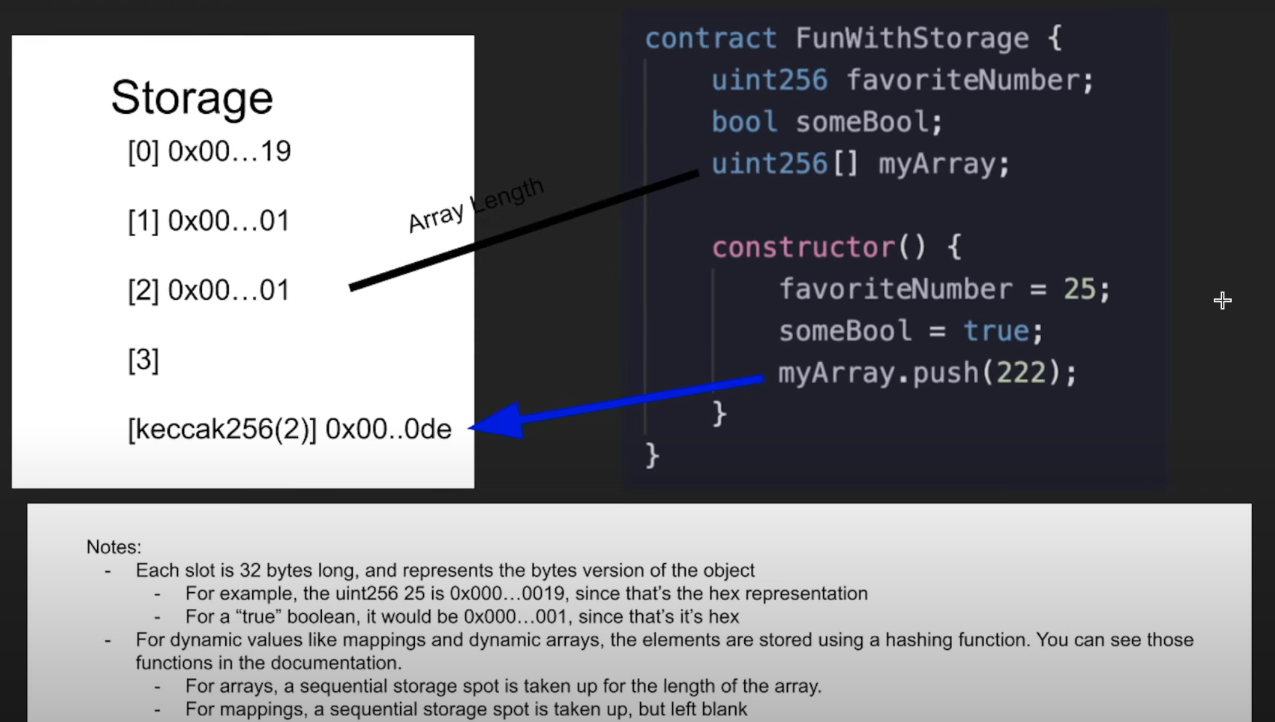 Storage
[0] 0x00…19
[1] 0x00…01
[2] 0x00…01
[3]
[keccak256(2)] 0x00..0de
Array Length
contract FunWithStorage {
uint256 favoriteNumber;
bool someBool;
uint256[] myArray;
constructor() {
favoriteNumber = 25;
someBool = true;
myArray.push(222);
}
}
Notes:
- Each slot is 32 bytes long, and represents the bytes version of the object
- For example, the uint256 25 is 0x000…0019, since that’s the hex representation
- For a “true” boolean, it would be 0x000…001, since that’s it’s hex
- For dynamic values like mappings and dynamic arrays, the elements are stored using a hashing function. You can see those
functions in the documentation.
- For arrays, a sequential storage spot is taken up for the length of the array.
- For mappings, a sequential storage spot is taken up, but left blank